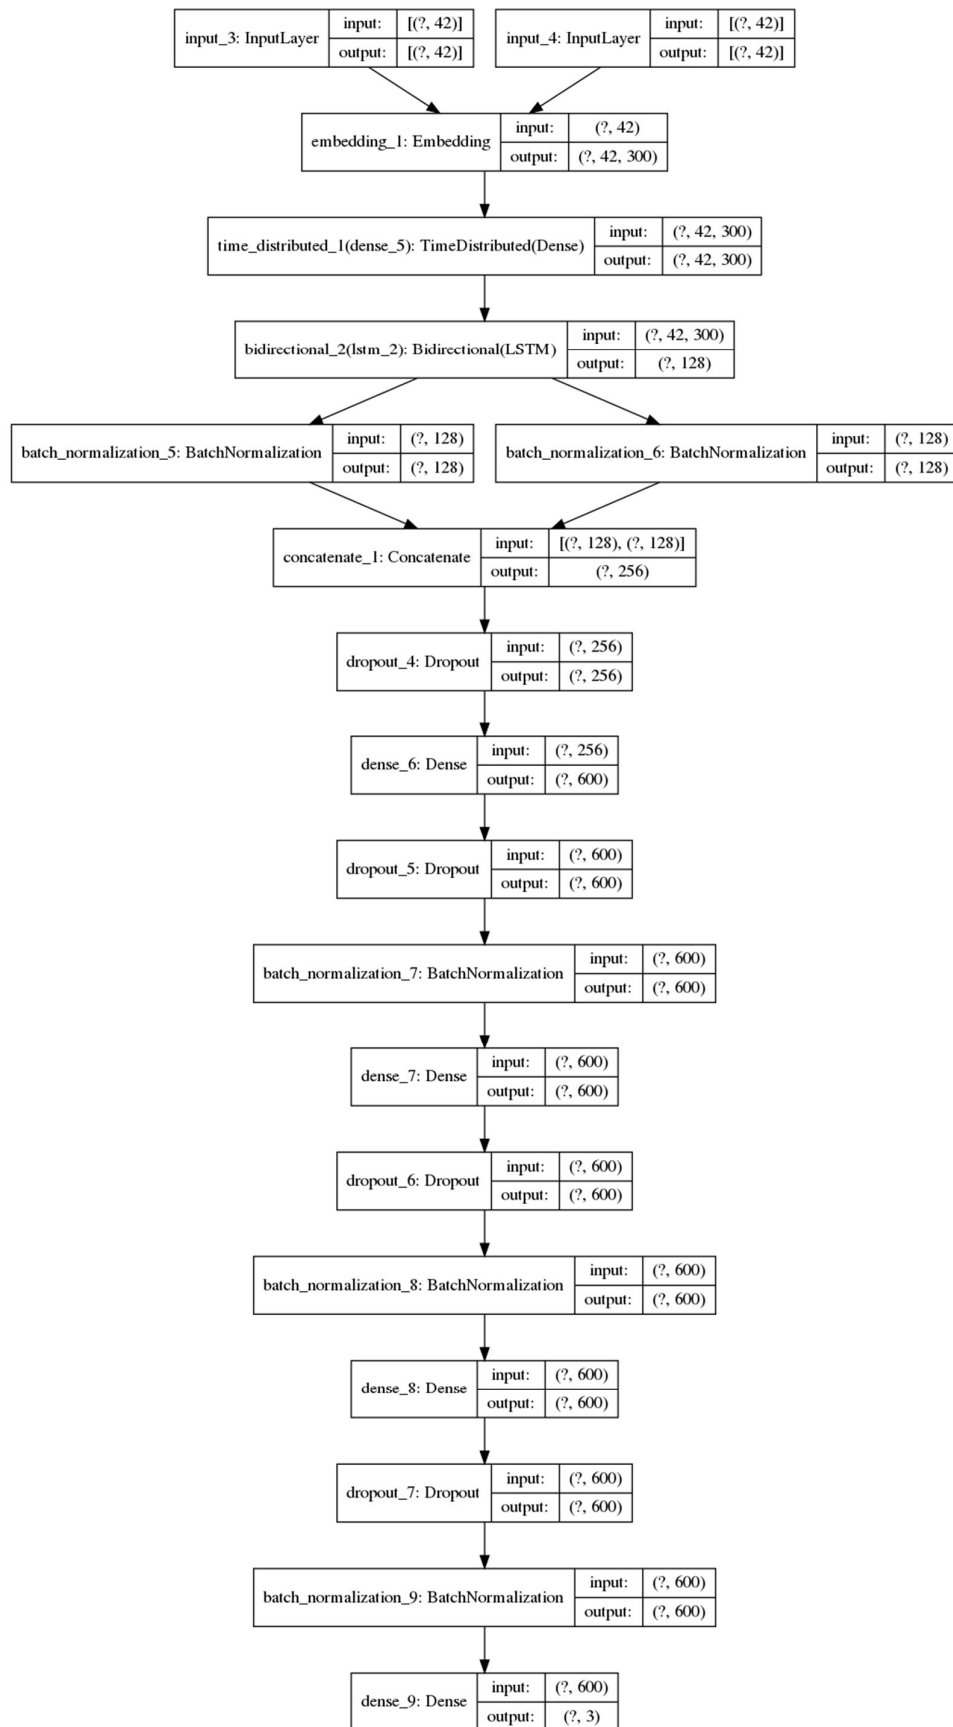 input_3: InputLayer
input: [(?, 42)]
output: [(?, 42)]
input_4: InputLayer
input: [(?, 42)]
output: [(?, 42)]
embedding_1: Embedding
input: (?, 42)
output: (?, 42, 300)
time_distributed_1(dense_5): TimeDistributed(Dense)
input: (?, 42, 300)
output: (?, 42, 300)
bidirectional_2(lstm_2): Bidirectional(LSTM)
input: (?, 42, 300)
output: (?, 128)
batch_normalization_5: BatchNormalization
input: (?, 128)
output: (?, 128)
batch_normalization_6: BatchNormalization
input: (?, 128)
output: (?, 128)
concatenate_1: Concatenate
input: [(?, 128), (?, 128)]
output: (?, 256)
dropout_4: Dropout
input: (?, 256)
output: (?, 256)
dense_6: Dense
input: (?, 256)
output: (?, 600)
dropout_5: Dropout
input: (?, 600)
output: (?, 600)
batch_normalization_7: BatchNormalization
input: (?, 600)
output: (?, 600)
dense_7: Dense
input: (?, 600)
output: (?, 600)
dropout_6: Dropout
input: (?, 600)
output: (?, 600)
batch_normalization_8: BatchNormalization
input: (?, 600)
output: (?, 600)
dense_8: Dense
input: (?, 600)
output: (?, 600)
dropout_7: Dropout
input: (?, 600)
output: (?, 600)
batch_normalization_9: BatchNormalization
input: (?, 600)
output: (?, 600)
dense_9: Dense
input: (?, 600)
output: (?, 3)